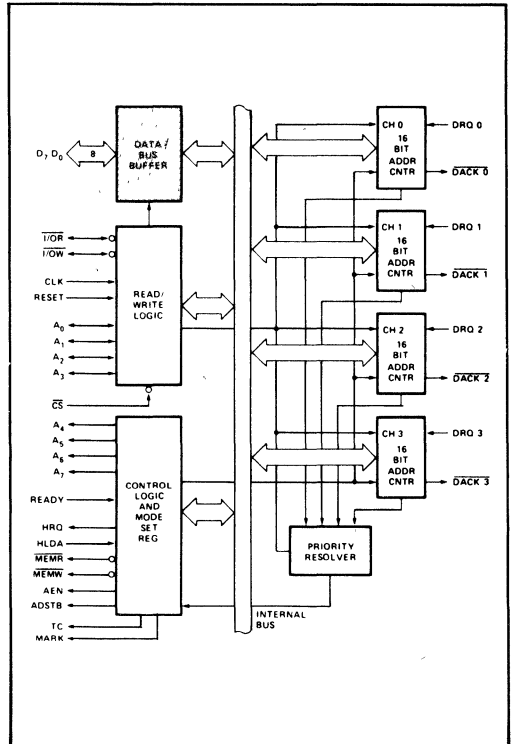 D₇ D₀
8
DATA/
BUS
BUFFER
I/OR
I/OW
CLK
RESET
A₀
A₁
A₂
A₃
CS
READ/
WRITE
LOGIC
A₄
A₅
A₆
A₇
READY
HRQ
HLDA
MEMR
MEMW
AEN
ADSTB
TC
MARK
CONTROL
LOGIC
AND
MODE
SET
REG
INTERNAL
BUS
CH 0
16
BIT
ADDR
CNTR
DRQ 0
DACK 0
CH 1
16
BIT
ADDR
CNTR
DRQ 1
DACK 1
CH 2
16
BIT
ADDR
CNTR
DRQ 2
DACK 2
CH 3
16
BIT
ADDR
CNTR
DRQ 3
DACK 3
PRIORITY
RESOLVER